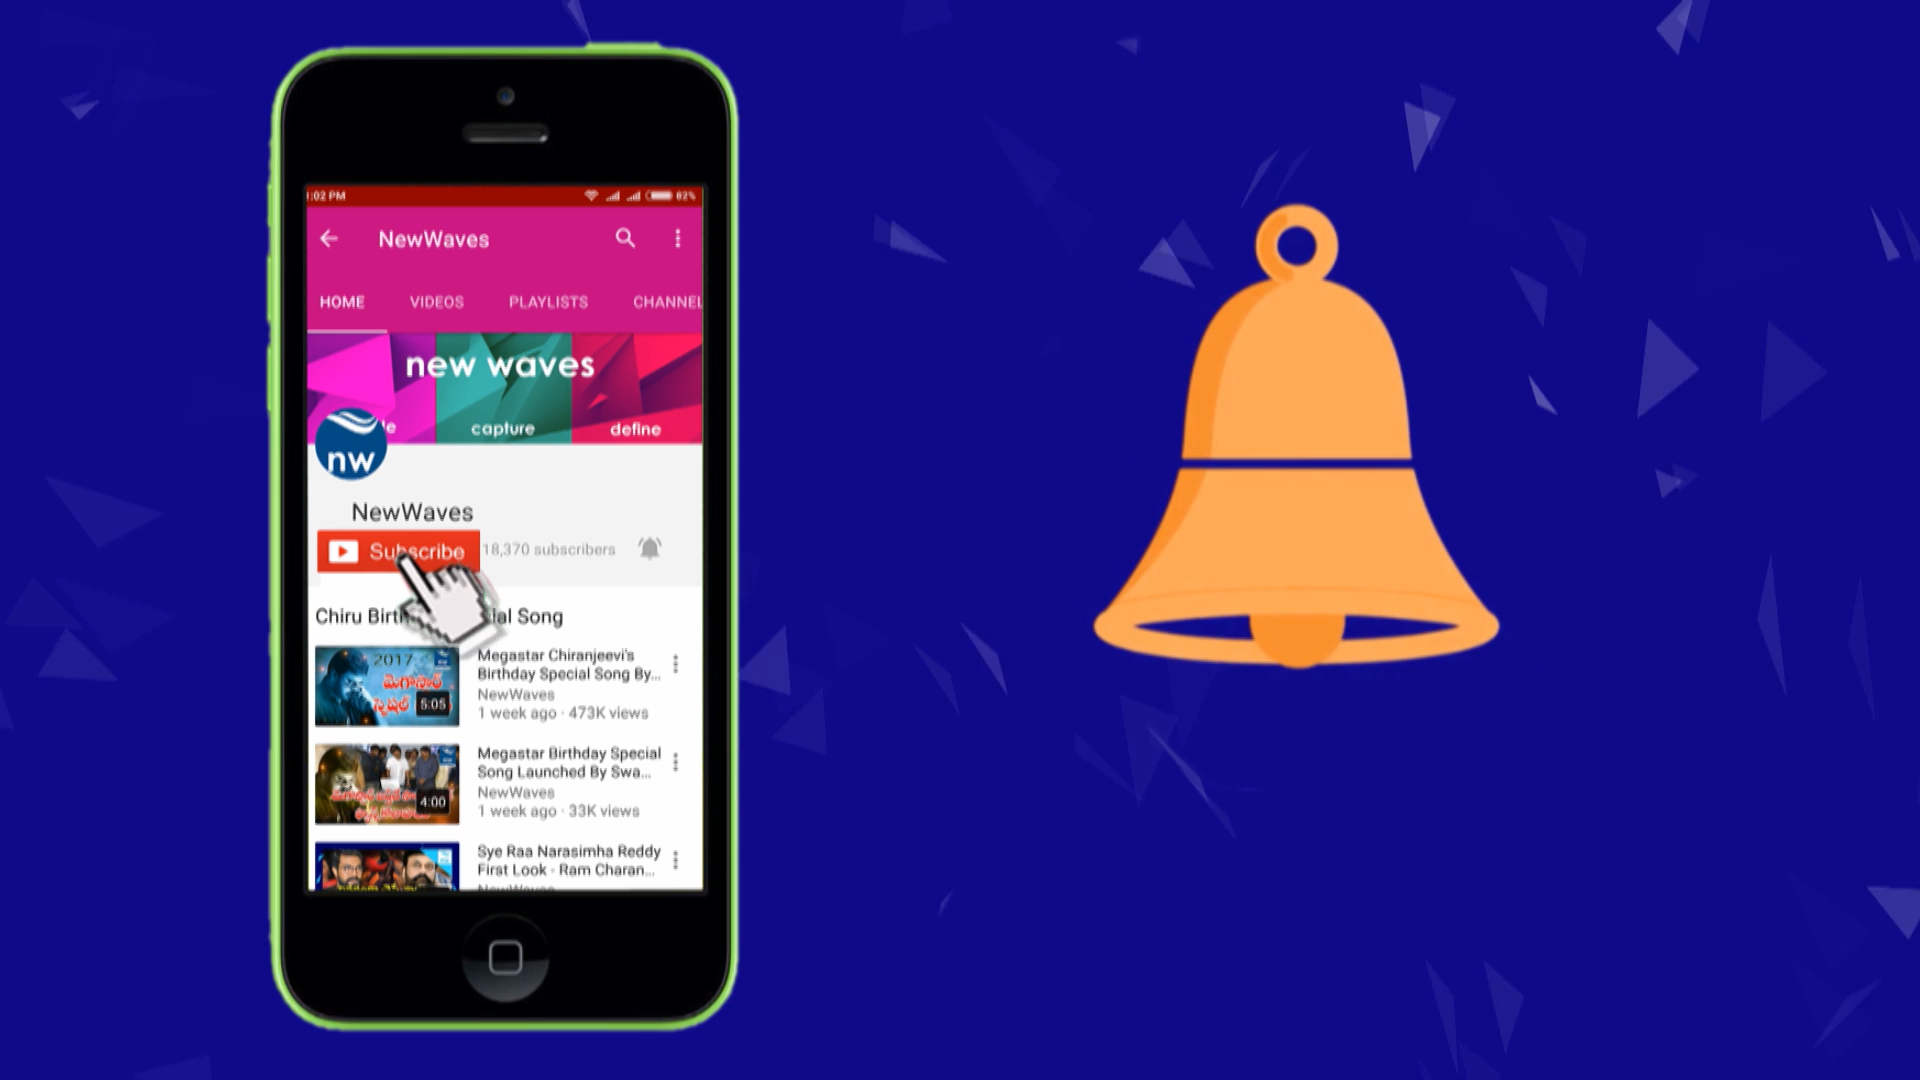 1:02 PM
82%
NewWaves
HOME VIDEOS PLAYLISTS CHANNEL
new waves
capture define
nw
NewWaves
Subscribe 18,370 subscribers
Song
2017
మెగాస్టార్
స్పెషల్
5:05
Megastar Chiranjeevi's
Birthday Special Song By...
NewWaves
1 week ago · 473K views
4:00
Megastar Birthday Special
Song Launched By Swa...
NewWaves
1 week ago · 33K views
Sye Raa Narasimha Reddy
First Look - Ram Charan...
NewWaves